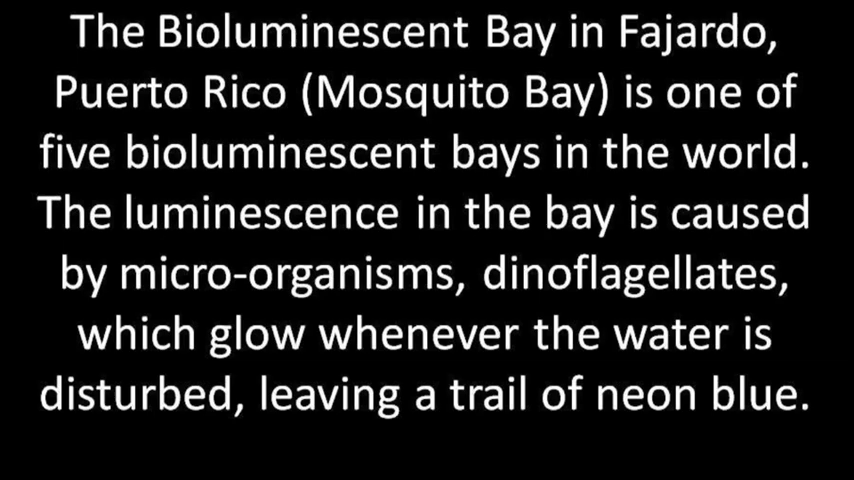 The Bioluminescent Bay in Fajardo,
Puerto Rico (Mosquito Bay) is one of
five bioluminescent bays in the world.
The luminescence in the bay is caused
by micro-organisms, dinoflagellates,
which glow whenever the water is
disturbed, leaving a trail of neon blue.